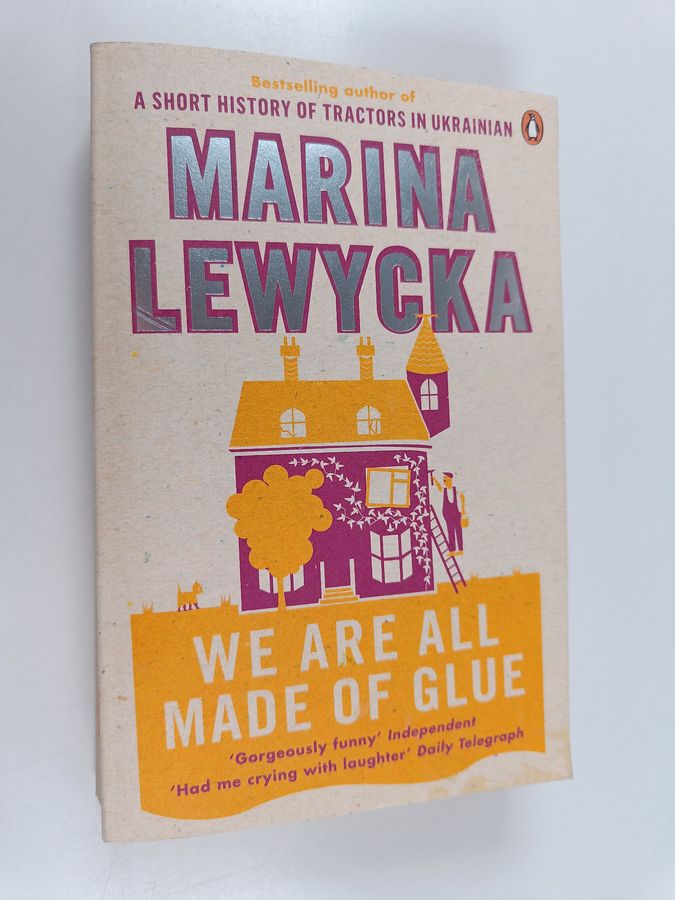 Bestselling author of
A SHORT HISTORY OF TRACTORS IN UKRAINIAN
MARINA
LEWYCKA
WE ARE ALL
MADE OF GLUE
'Gorgeously funny' Independent
'Had me crying with laughter' Daily Telegraph